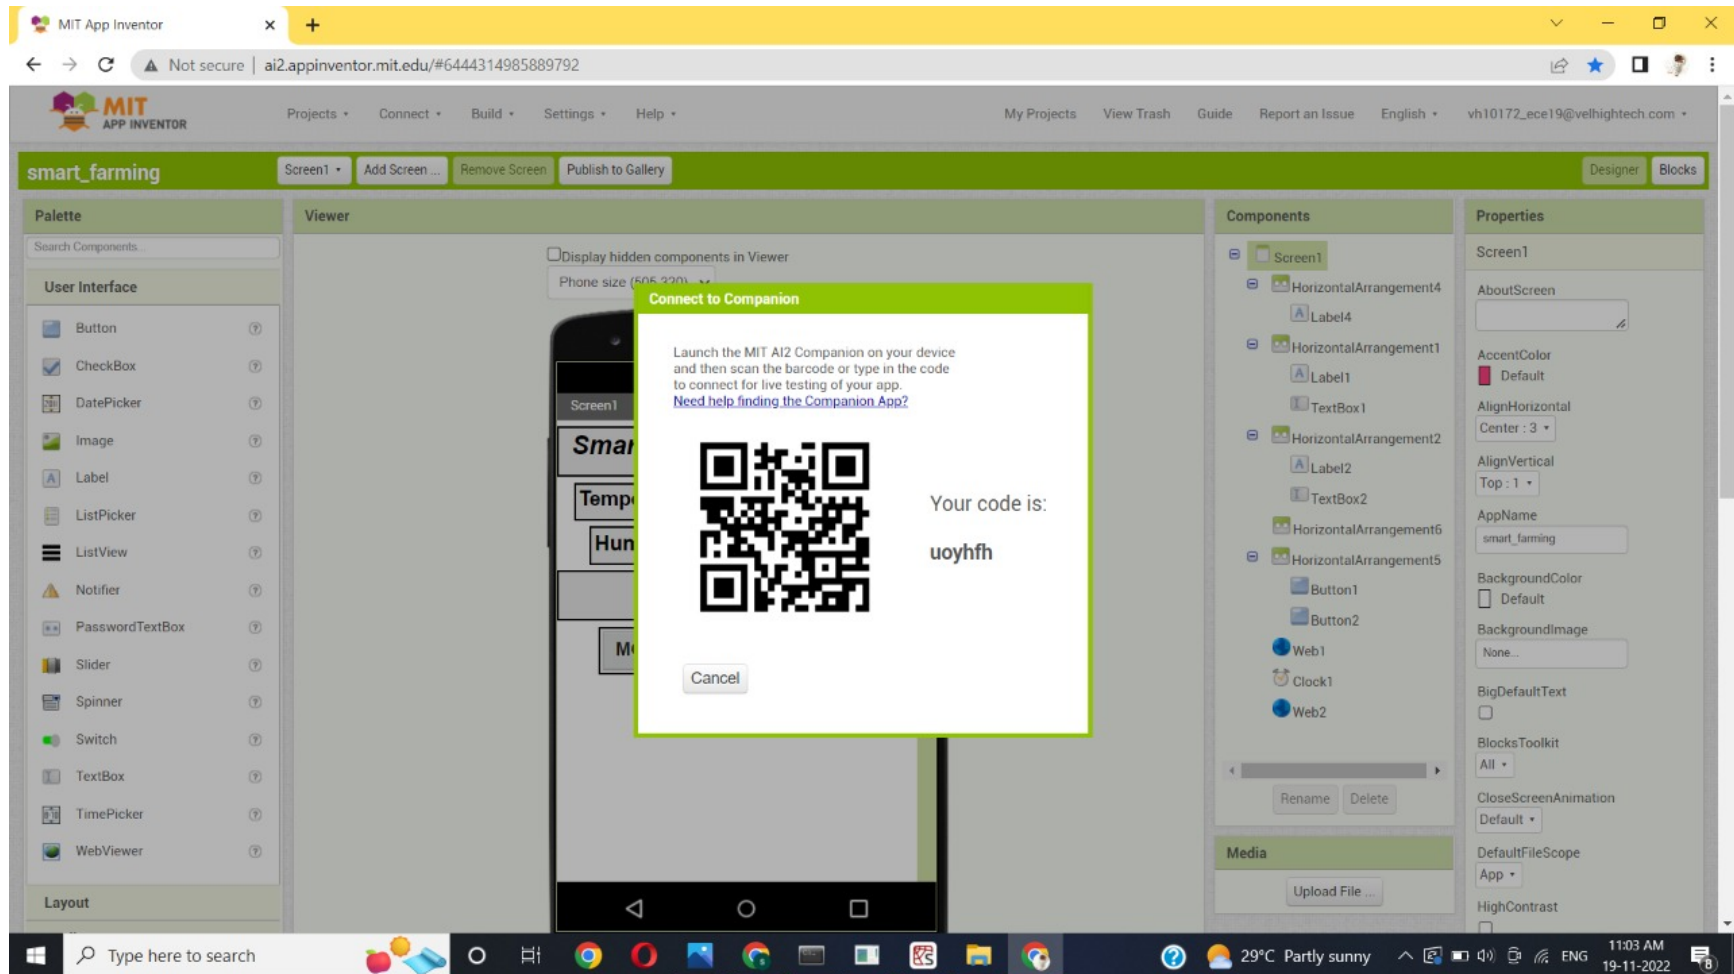 MIT App Inventor
Not secure | ai2.appinventor.mit.edu/#6444314985889792
MIT
APP INVENTOR
Projects
Connect
Build
Settings
Help
My Projects
View Trash
Guide
Report an Issue
English
vh10172_ece19@velhightech.com
smart_farming
Screen1
Add Screen ...
Remove Screen
Publish to Gallery
Designer
Blocks
Palette
Search Components...
User Interface
Button
CheckBox
DatePicker
Image
Label
ListPicker
ListView
Notifier
PasswordTextBox
Slider
Spinner
Switch
TextBox
TimePicker
WebViewer
Layout
Viewer
Display hidden components in Viewer
Phone size (505,320)
Screen1
Smar
Temp
Hum
Connect to Companion
Launch the MIT AI2 Companion on your device
and then scan the barcode or type in the code
to connect for live testing of your app.
Need help finding the Companion App?
Your code is:
uoyhfh
Cancel
Components
Screen1
HorizontalArrangement4
Label4
HorizontalArrangement1
Label1
TextBox1
HorizontalArrangement2
Label2
TextBox2
HorizontalArrangement6
HorizontalArrangement5
Button1
Button2
Web1
Clock1
Web2
Rename
Delete
Media
Upload File ...
Properties
Screen1
AboutScreen
AccentColor
Default
AlignHorizontal
Center : 3
AlignVertical
Top : 1
AppName
smart_farming
BackgroundColor
Default
BackgroundImage
None...
BigDefaultText
BlocksToolkit
All
CloseScreenAnimation
Default
DefaultFileScope
App
HighContrast
Type here to search
29°C Partly sunny
ENG
11:03 AM
19-11-2022